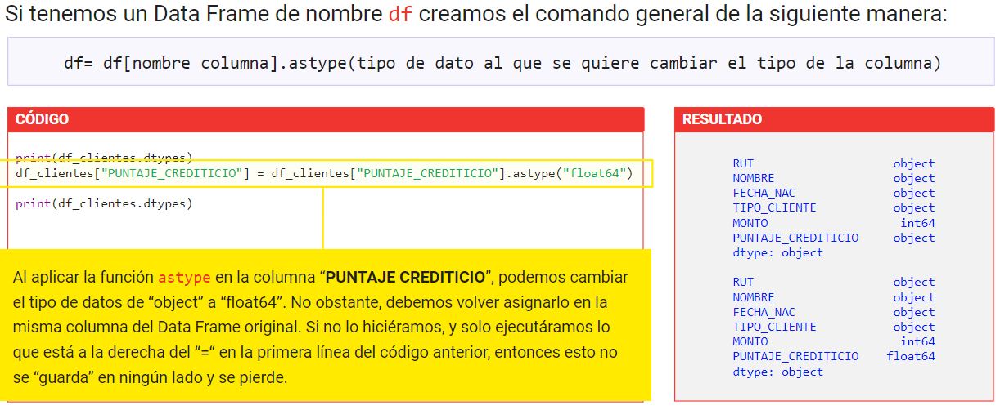 Si tenemos un Data Frame de nombre df creamos el comando general de la siguiente manera:
df= df[nombre columna].astype(tipo de dato al que se quiere cambiar el tipo de la columna)
CÓDIGO
print(df_clientes.dtypes)
df_clientes["PUNTAJE_CREDITICIO"] = df_clientes["PUNTAJE_CREDITICIO"].astype("float64")
print(df_clientes.dtypes)
Al aplicar la función astype en la columna “PUNTAJE CREDITICIO”, podemos cambiar
el tipo de datos de “object” a “float64”. No obstante, debemos volver asignarlo en la
misma columna del Data Frame original. Si no lo hiciéramos, y solo ejecutáramos lo
que está a la derecha del “=“ en la primera línea del código anterior, entonces esto no
se “guarda” en ningún lado y se pierde.
RESULTADO
RUT object
NOMBRE object
FECHA_NAC object
TIPO_CLIENTE object
MONTO int64
PUNTAJE_CREDITICIO object
dtype: object
RUT object
NOMBRE object
FECHA_NAC object
TIPO_CLIENTE object
MONTO int64
PUNTAJE_CREDITICIO float64
dtype: object